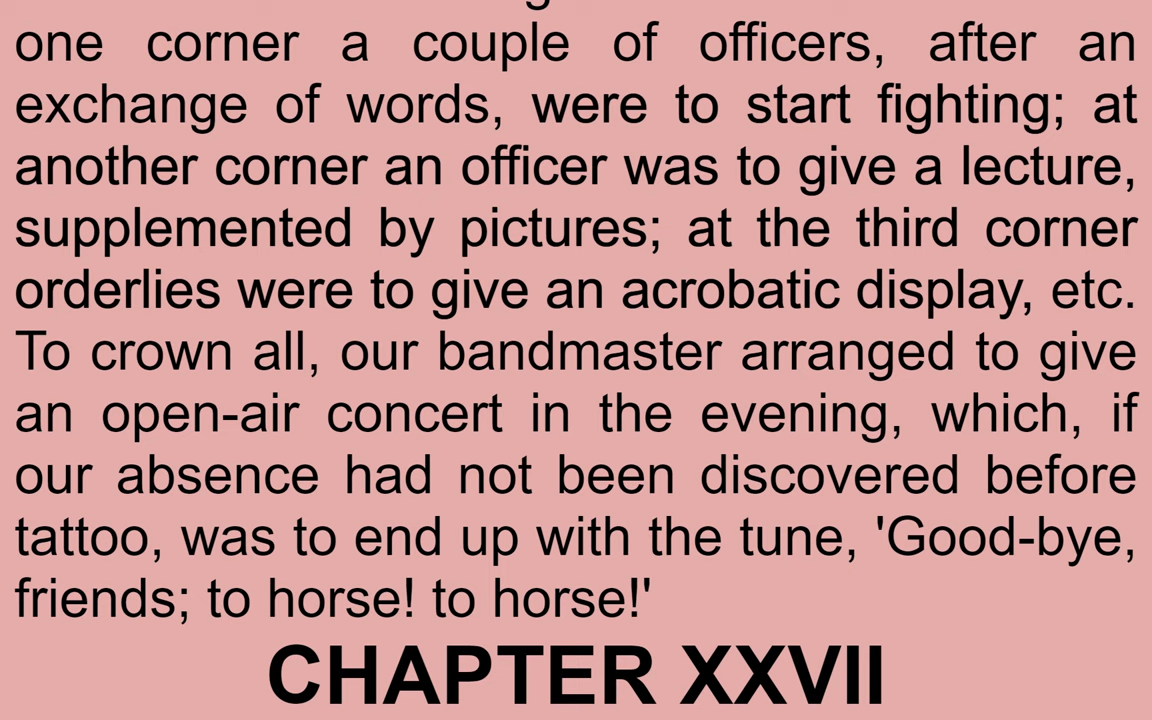 one corner a couple of officers, after an
exchange of words, were to start fighting; at
another corner an officer was to give a lecture,
supplemented by pictures; at the third corner
orderlies were to give an acrobatic display, etc.
To crown all, our bandmaster arranged to give
an open-air concert in the evening, which, if
our absence had not been discovered before
tattoo, was to end up with the tune, 'Good-bye,
friends; to horse! to horse!'
CHAPTER XXVII